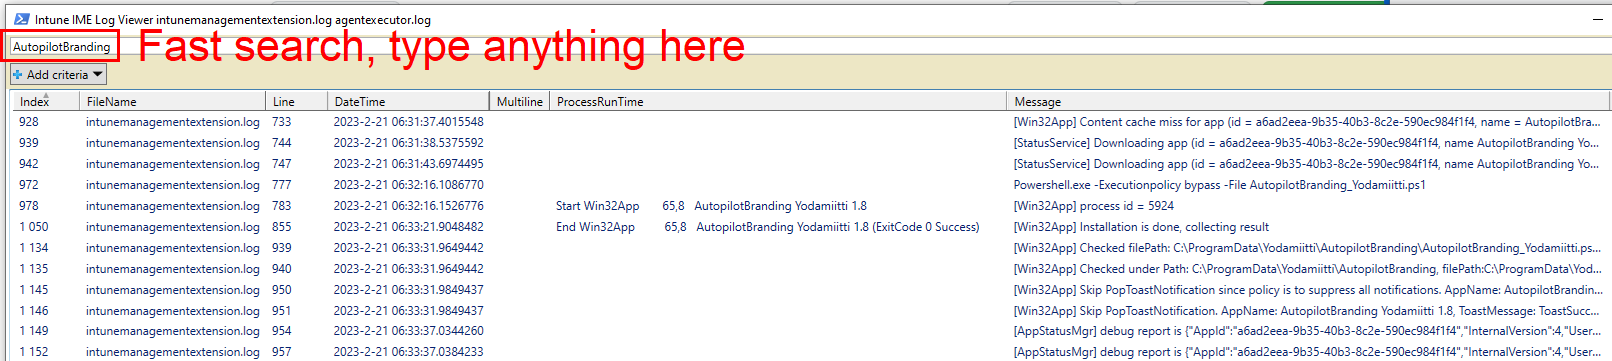 Intune IME Log Viewer intunemanagementextension.log agentexecutor.log
AutopilotBranding
Fast search, type anything here
Add criteria
Index FileName Line DateTime Multiline ProcessRunTime Message
928 intunemanagementextension.log 733 2023-2-21 06:31:37.4015548 [Win32App] Content cache miss for app (id = a6ad2eea-9b35-40b3-8c2e-590ec984f1f4, name = AutopilotBra...
939 intunemanagementextension.log 744 2023-2-21 06:31:38.5375592 [StatusService] Downloading app (id = a6ad2eea-9b35-40b3-8c2e-590ec984f1f4, name AutopilotBranding Yo...
942 intunemanagementextension.log 747 2023-2-21 06:31:43.6974495 [StatusService] Downloading app (id = a6ad2eea-9b35-40b3-8c2e-590ec984f1f4, name AutopilotBranding Yo...
972 intunemanagementextension.log 777 2023-2-21 06:32:16.1086770 Powershell.exe -Executionpolicy bypass -File AutopilotBranding_Yodamiitti.ps1
978 intunemanagementextension.log 783 2023-2-21 06:32:16.1526776 Start Win32App 65,8 AutopilotBranding Yodamiitti 1.8 [Win32App] process id = 5924
1 050 intunemanagementextension.log 855 2023-2-21 06:33:21.9048482 End Win32App 65,8 AutopilotBranding Yodamiitti 1.8 (ExitCode 0 Success) [Win32App] Installation is done, collecting result
1 134 intunemanagementextension.log 939 2023-2-21 06:33:31.9649442 [Win32App] Checked filePath: C:\ProgramData\Yodamiitti\AutopilotBranding\AutopilotBranding_Yodamiitti.ps...
1 135 intunemanagementextension.log 940 2023-2-21 06:33:31.9649442 [Win32App] Checked under Path: C:\ProgramData\Yodamiitti\AutopilotBranding, filePath:C:\ProgramData\Yod...
1 145 intunemanagementextension.log 950 2023-2-21 06:33:31.9849437 [Win32App] Skip PopToastNotification since policy is to suppress all notifications. AppName: AutopilotBrandin...
1 146 intunemanagementextension.log 951 2023-2-21 06:33:31.9849437 [Win32App] Skip PopToastNotification. AppName: AutopilotBranding Yodamiitti 1.8, ToastMessage: ToastSucc...
1 149 intunemanagementextension.log 954 2023-2-21 06:33:37.0344260 [AppStatusMgr] debug report is {"AppId":"a6ad2eea-9b35-40b3-8c2e-590ec984f1f4","InternalVersion":4,"User...
1 152 intunemanagementextension.log 957 2023-2-21 06:33:37.0384233 [AppStatusMgr] debug report is {"AppId":"a6ad2eea-9b35-40b3-8c2e-590ec984f1f4","InternalVersion":4,"User...